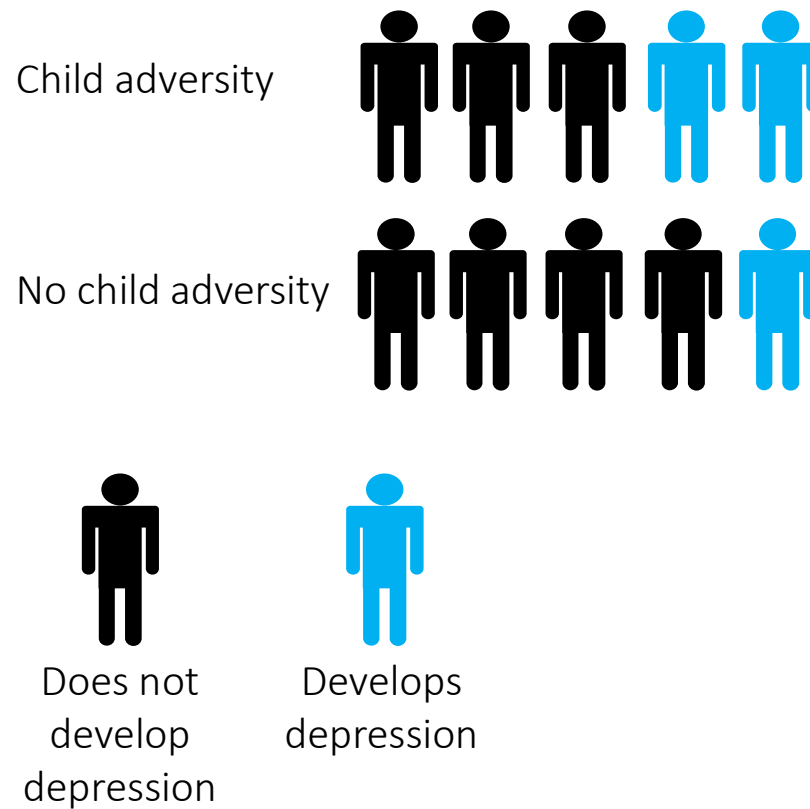 Child adversity
No child adversity
Does not
develop
depression
Develops
depression